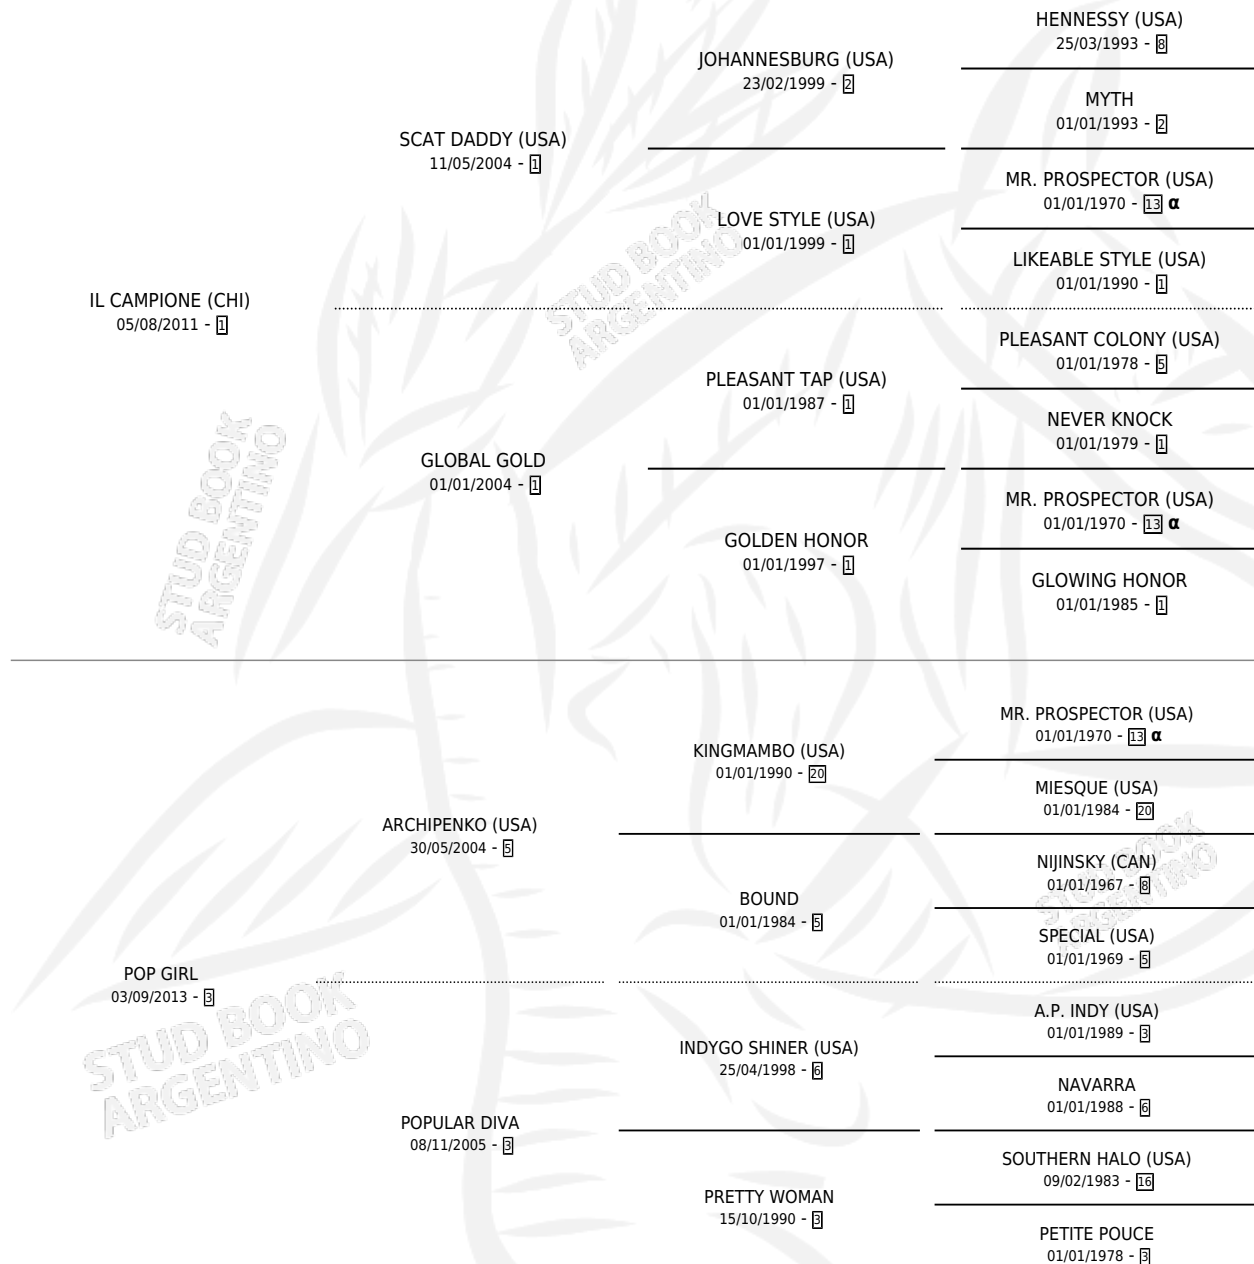 HENNESSY (USA)
25/03/1993 - 8
JOHANNESBURG (USA)
23/02/1999 - 2
MYTH
01/01/1993 - 2
SCAT DADDY (USA)
11/05/2004 - 1
MR. PROSPECTOR (USA)
01/01/1970 - 13 α
LOVE STYLE (USA)
01/01/1999 - 1
LIKEABLE STYLE (USA)
01/01/1990 - 1
IL CAMPIONE (CHI)
05/08/2011 - 1
STUD BOOK
ARGENTINO
PLEASANT COLONY (USA)
01/01/1978 - 5
PLEASANT TAP (USA)
01/01/1987 - 1
NEVER KNOCK
01/01/1979 - 1
GLOBAL GOLD
01/01/2004 - 1
MR. PROSPECTOR (USA)
01/01/1970 - 13 α
GOLDEN HONOR
01/01/1997 - 1
GLOWING HONOR
01/01/1985 - 1
STUD BOOK
ARGENTINO
MR. PROSPECTOR (USA)
01/01/1970 - 13 α
KINGMAMBO (USA)
01/01/1990 - 20
MIESQUE (USA)
01/01/1984 - 20
ARCHIPENKO (USA)
30/05/2004 - 5
NIJINSKY (CAN)
01/01/1967 - 8
BOUND
01/01/1984 - 5
SPECIAL (USA)
01/01/1969 - 5
STUD BOOK
ARGENTINO
POP GIRL
03/09/2013 - 3
STUD BOOK
ARGENTINO
A.P. INDY (USA)
01/01/1989 - 3
INDYGO SHINER (USA)
25/04/1998 - 6
NAVARRA
01/01/1988 - 6
POPULAR DIVA
08/11/2005 - 3
SOUTHERN HALO (USA)
09/02/1983 - 16
PRETTY WOMAN
15/10/1990 - 3
PETITE POUCE
01/01/1978 - 3